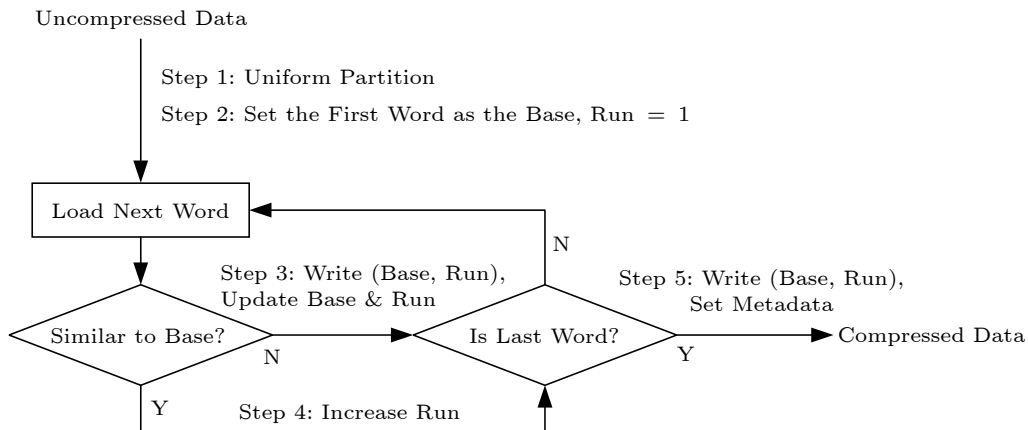 Uncompressed Data
Step 1: Uniform Partition
Step 2: Set the First Word as the Base, Run = 1
Load Next Word
N
Step 3: Write (Base, Run),
Update Base & Run
Step 5: Write (Base, Run),
Set Metadata
Similar to Base?
N
Is Last Word?
Y
Compressed Data
Y
Step 4: Increase Run